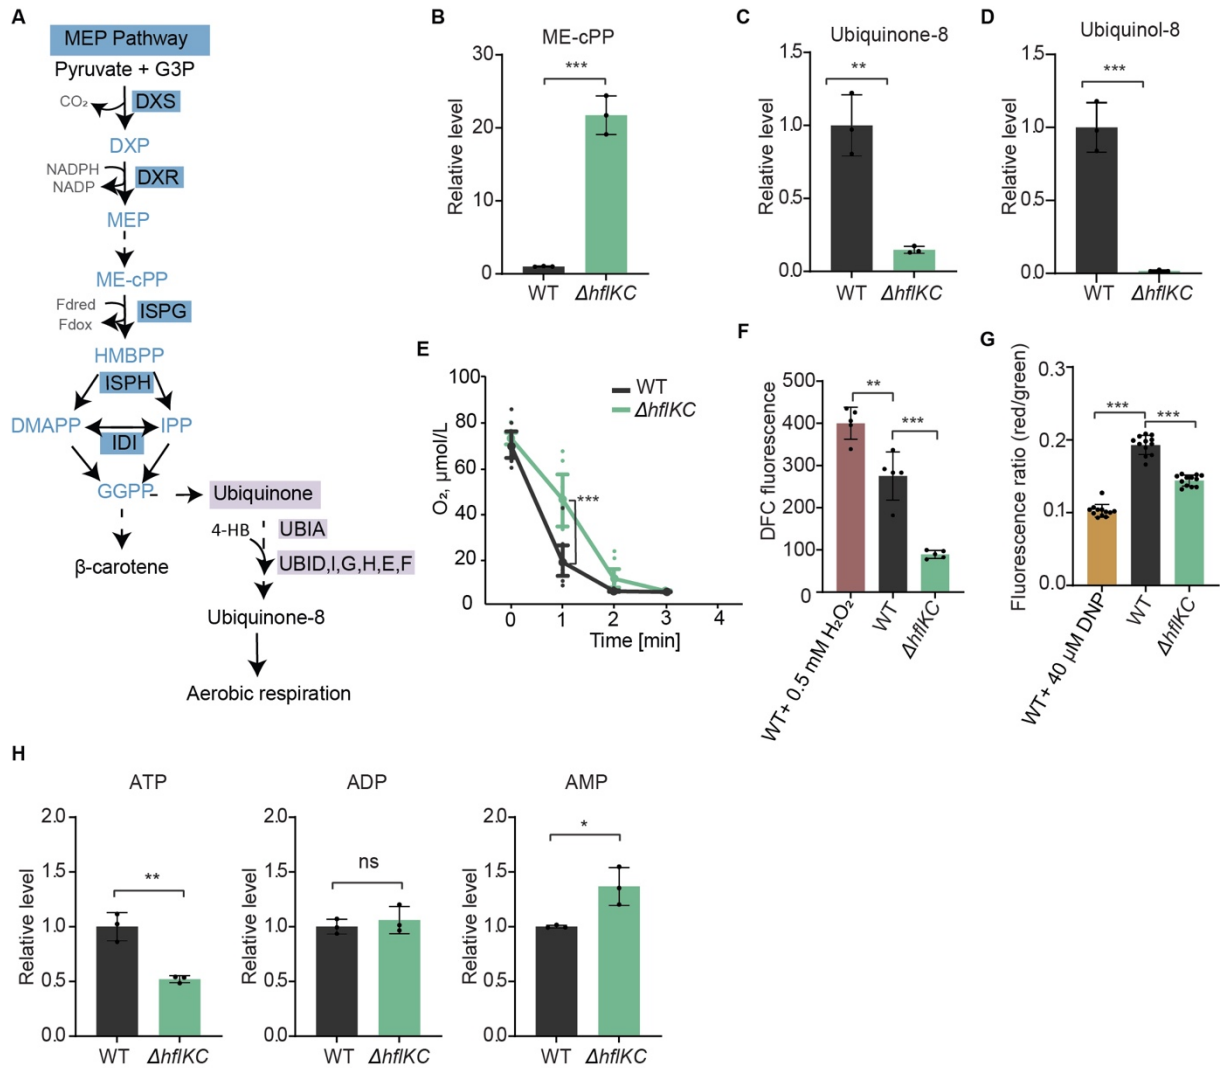 A
MEP Pathway
Pyruvate + G3P
CO₂
DXS
DXP
NADPH
NADP
DXR
MEP
ME-cPP
Fdred
Fdox
ISPG
HMBPP
ISPH
DMAPP
IPP
IDI
GGPP
Ubiquinone
4-HB
UBIA
UBID,I,G,H,E,F
β-carotene
Ubiquinone-8
Aerobic respiration
B
ME-cPP
***
Relative level
30
20
10
0
WT
ΔhflKC
C
Ubiquinone-8
**
Relative level
1.5
1.0
0.5
0.0
WT
ΔhflKC
D
Ubiquinol-8
***
Relative level
1.5
1.0
0.5
0.0
WT
ΔhflKC
E
O₂, µmol/L
100
80
60
40
20
0
WT
ΔhflKC
***
0
1
2
3
4
Time [min]
F
DFC fluorescence
500
400
300
200
100
0
**
***
WT+ 0.5 mM H₂O₂
WT
ΔhflKC
G
Fluorescence ratio (red/green)
0.3
0.2
0.1
0.0
***
***
WT+ 40 µM DNP
WT
ΔhflKC
H
ATP
**
Relative level
2.0
1.5
1.0
0.5
0.0
WT
ΔhflKC
ADP
ns
Relative level
2.0
1.5
1.0
0.5
0.0
WT
ΔhflKC
AMP
*
Relative level
2.0
1.5
1.0
0.5
0.0
WT
ΔhflKC